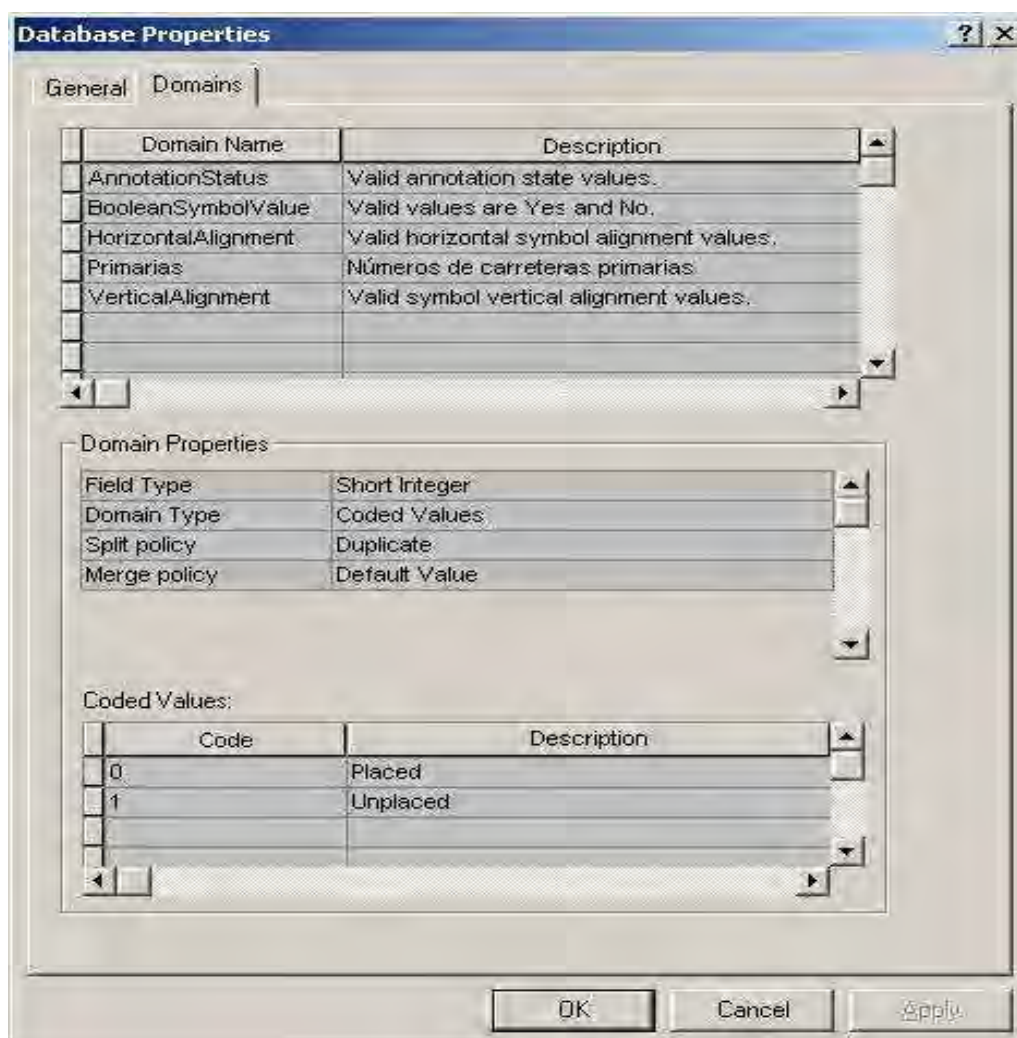 Database Properties
General Domains
Domain Name Description
AnnotationStatus Valid annotation state values.
BooleanSymbolValue Valid values are Yes and No.
HorizontalAlignment Valid horizontal symbol alignment values.
Primarias Números de carreteras primarias
VerticalAlignment Valid symbol vertical alignment values.
Domain Properties
Field Type Short Integer
Domain Type Coded Values
Split policy Duplicate
Merge policy Default Value
Coded Values:
Code Description
0 Placed
1 Unplaced
OK Cancel Apply